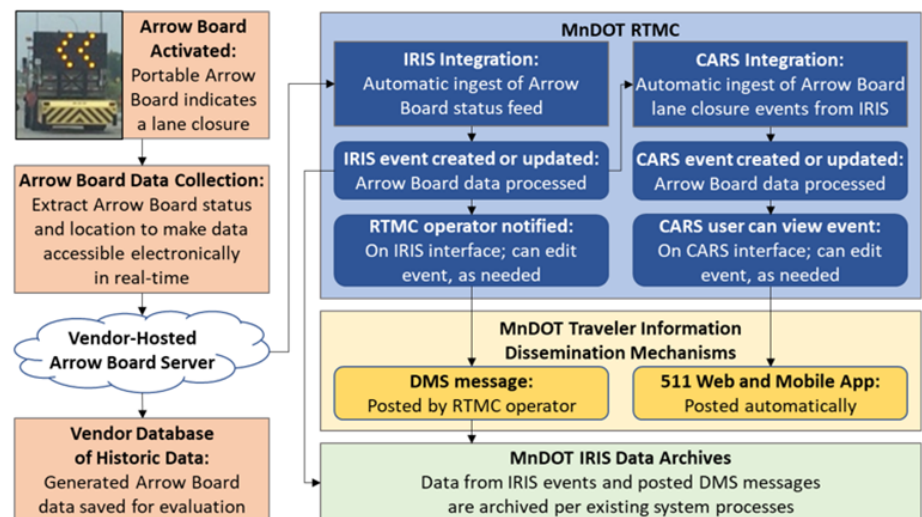 Arrow Board
Activated:
Portable Arrow
Board indicates
a lane closure
Arrow Board Data Collection:
Extract Arrow Board status
and location to make data
accessible electronically
in real-time
Vendor-Hosted
Arrow Board Server
Vendor Database
of Historic Data:
Generated Arrow Board
data saved for evaluation
MnDOT RTMC
IRIS Integration:
Automatic ingest of Arrow
Board status feed
IRIS event created or updated:
Arrow Board data processed
RTMC operator notified:
On IRIS interface; can edit
event, as needed
CARS Integration:
Automatic ingest of Arrow Board
lane closure events from IRIS
CARS event created or updated:
Arrow Board data processed
CARS user can view event:
On CARS interface; can edit
event, as needed
MnDOT Traveler Information
Dissemination Mechanisms
DMS message:
Posted by RTMC operator
511 Web and Mobile App:
Posted automatically
MnDOT IRIS Data Archives
Data from IRIS events and posted DMS messages
are archived per existing system processes